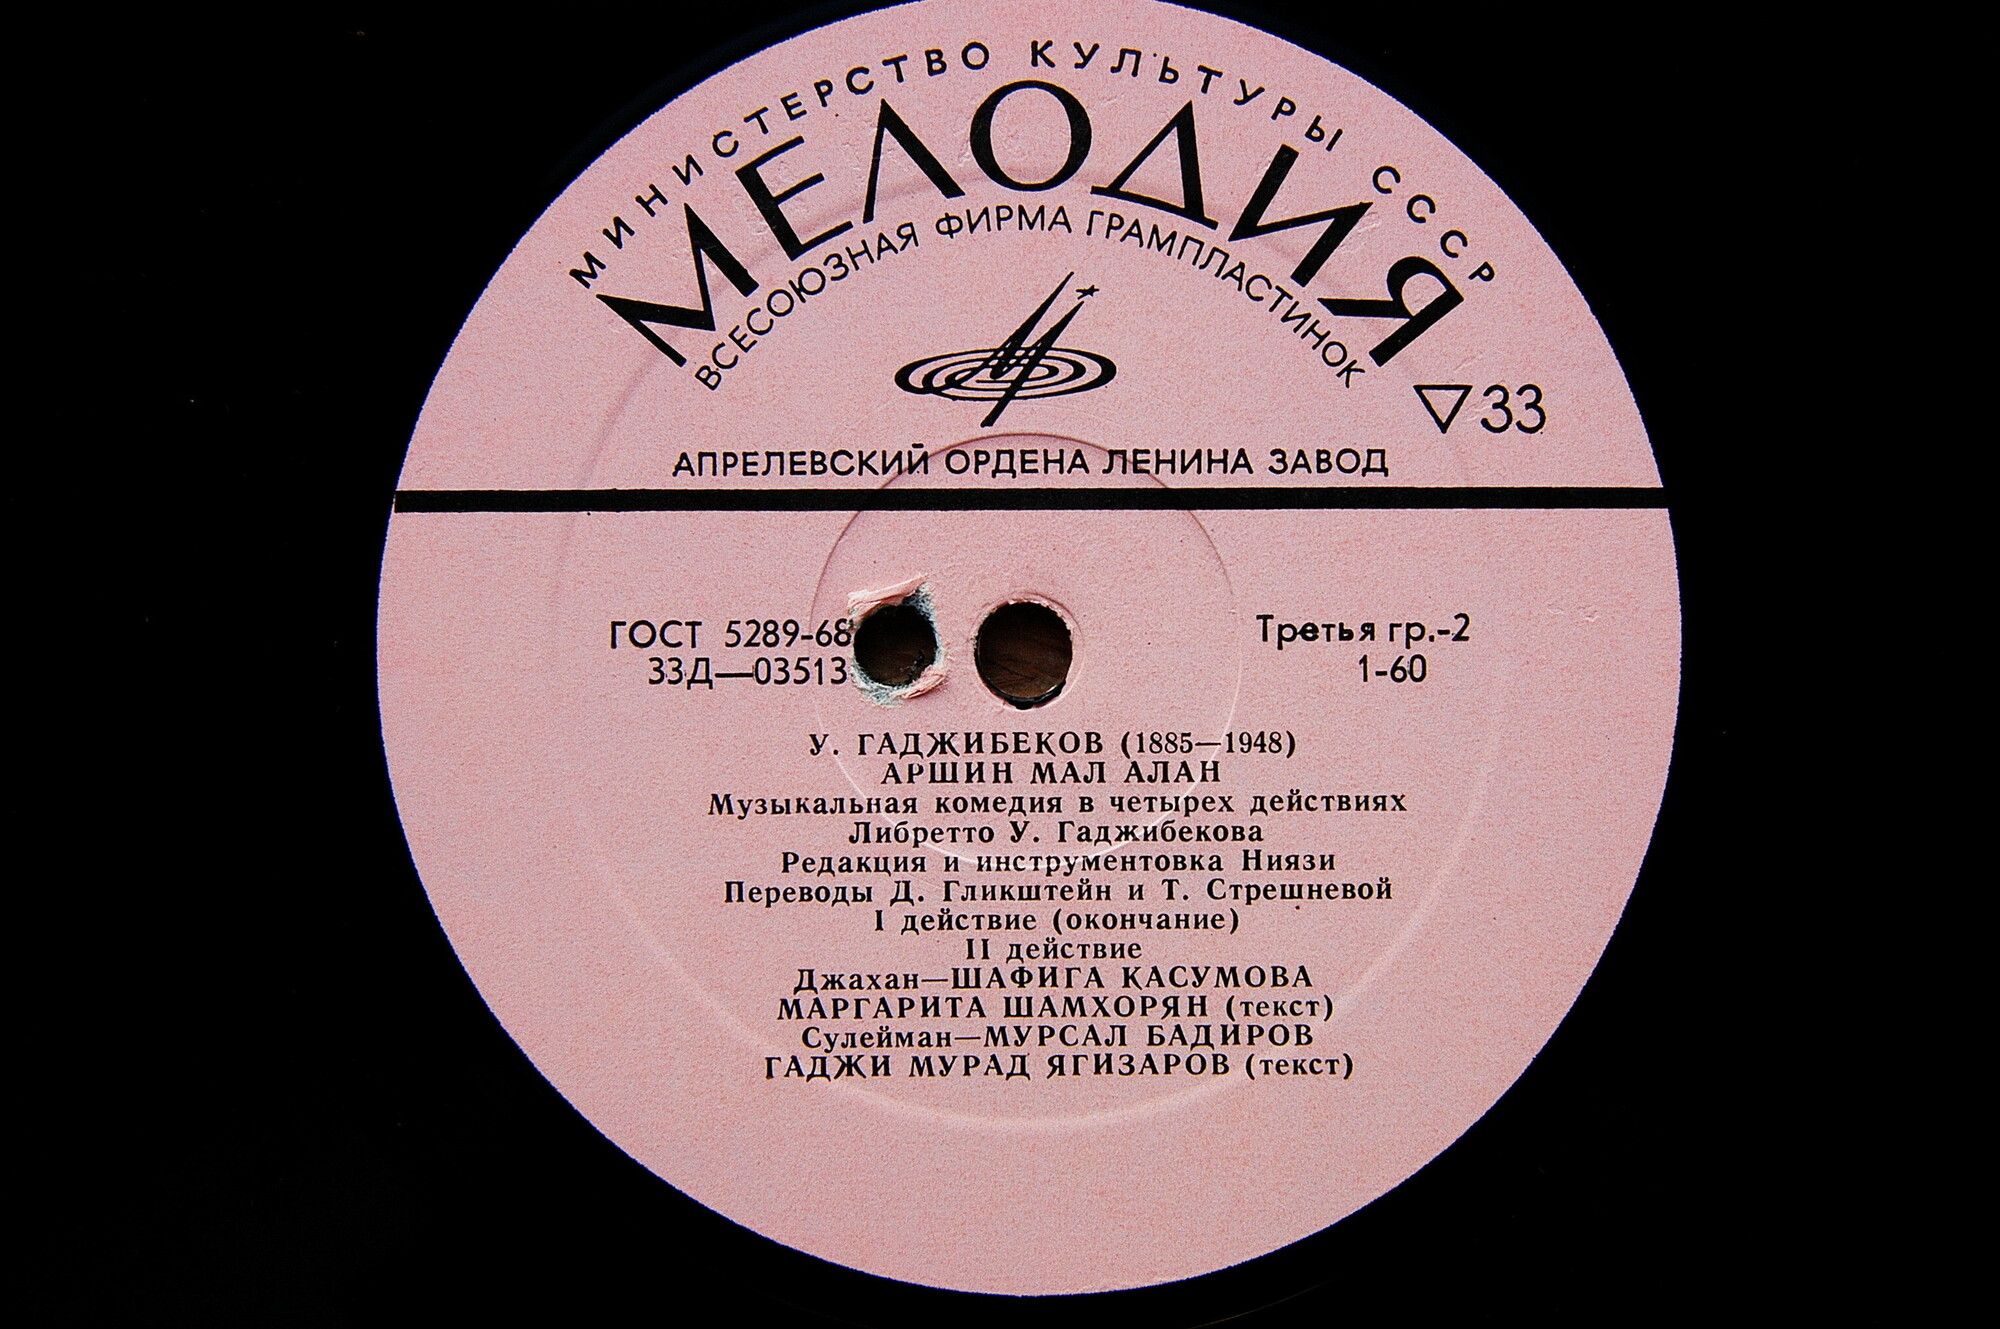 МИНИСТЕРСТВО КУЛЬТУРЫ СССР
МЕЛОДИЯ
ВСЕСОЮЗНАЯ ФИРМА ГРАМПЛАСТИНОК
33
АПРЕЛЕВСКИЙ ОРДЕНА ЛЕНИНА ЗАВОД
ГОСТ 5289-68
Третья гр.-2
33Д—03513
1-60
У. ГАДЖИБЕКОВ (1885—1948)
АРШИН МАЛ АЛАН
Музыкальная комедия в четырех действиях
Либретто У. Гаджибекова
Редакция и инструментовка Ниязи
Переводы Д. Гликштейн и Т. Стрешневой
I действие (окончание)
II действие
Джахан—ШАФИГА КАСУМОВА
МАРГАРИТА ШАМХОРЯН (текст)
Сулейман—МУРСАЛ БАДИРОВ
ГАДЖИ МУРАД ЯГИЗАРОВ (текст)